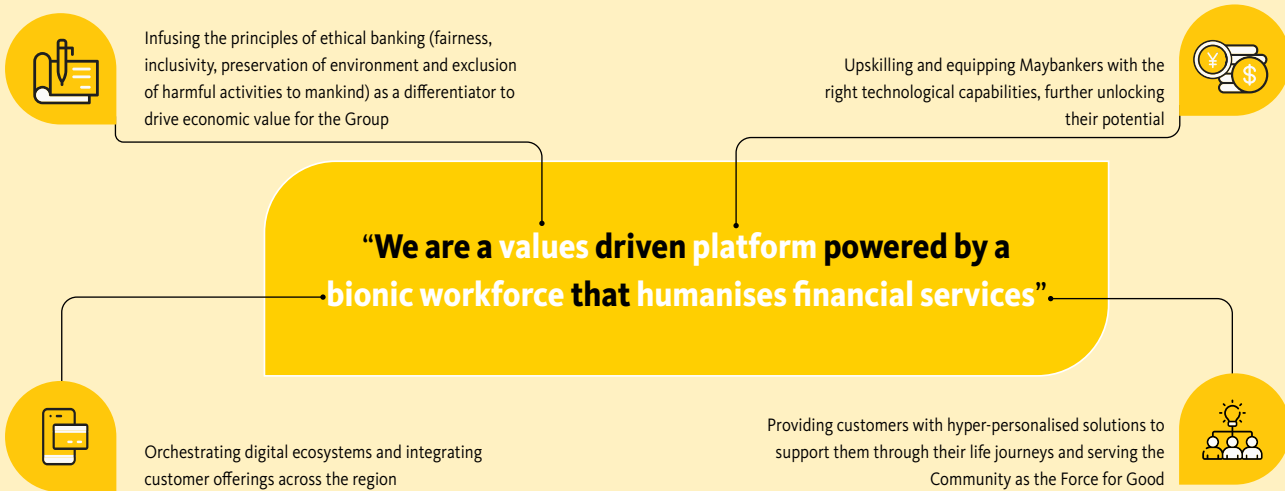 Infusing the principles of ethical banking (fairness,
inclusivity, preservation of environment and exclusion
of harmful activities to mankind) as a differentiator to
drive economic value for the Group
Upskilling and equipping Maybankers with the
right technological capabilities, further unlocking
their potential
¥
$
“We are a values driven platform powered by a
bionic workforce that humanises financial services”
Orchestrating digital ecosystems and integrating
customer offerings across the region
Providing customers with hyper-personalised solutions to
support them through their life journeys and serving the
Community as the Force for Good